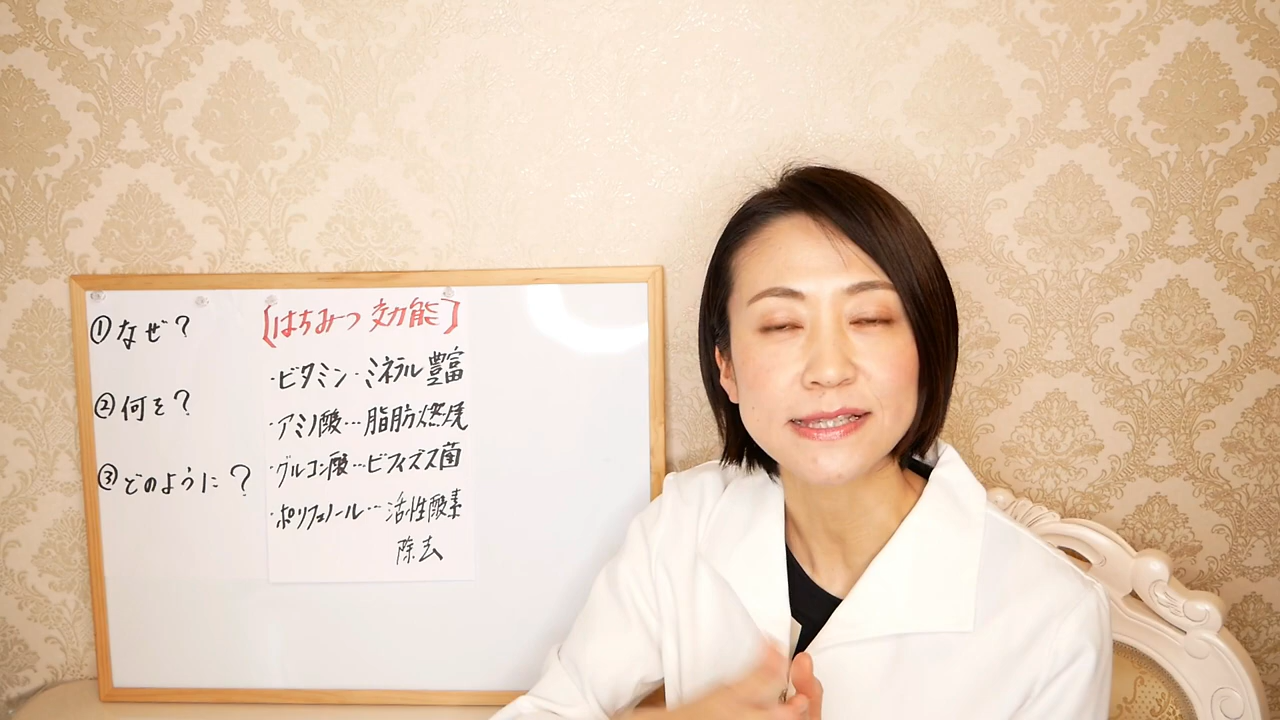 ①なぜ?
②何を?
③どのように?
【はちみつ効能】
・ビタミン・ミネラル豊富
・アミノ酸…脂肪燃焼
・グルコン酸…ビフィズス菌
・ポリフェノール…活性酸素
除去